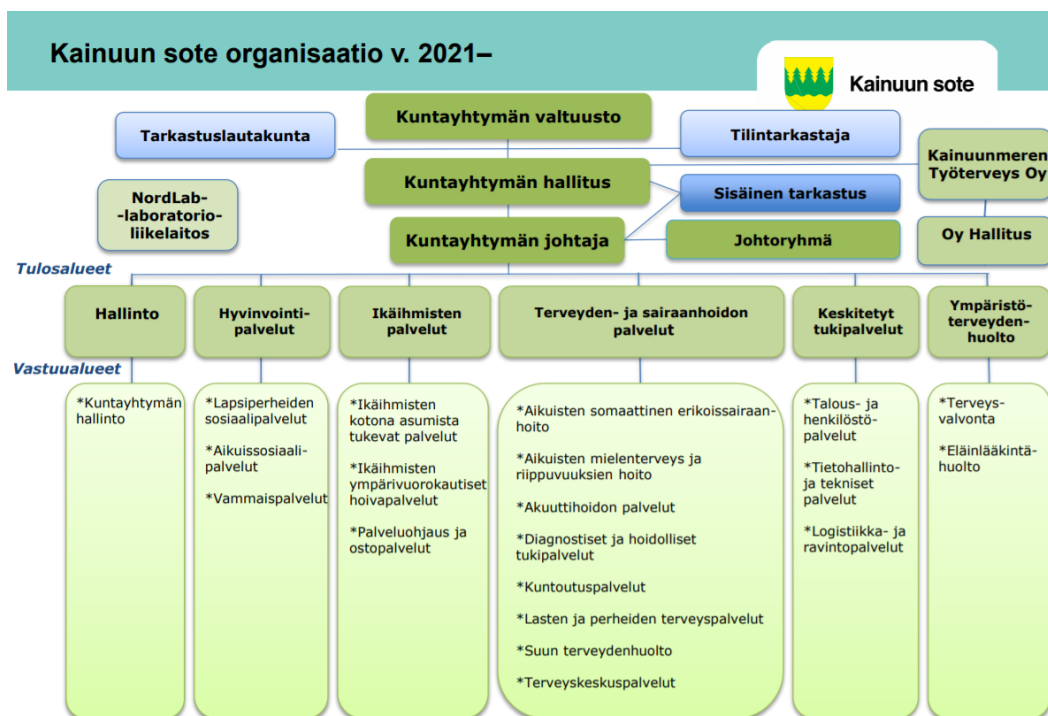 Kainuun sote organisaatio v. 2021–
Kainuun sote
Kuntayhtymän valtuusto
Tarkastuslautakunta
Tilintarkastaja
Kainuunmeren
Työterveys Oy
Kuntayhtymän hallitus
Sisäinen tarkastus
NordLab-
-laboratorio-
liikelaitos
Kuntayhtymän johtaja
Johtoryhmä
Oy Hallitus
Tulosalueet
Hallinto
Hyvinvointi-
palvelut
Ikäihmisten
palvelut
Terveyden- ja sairaanhoidon
palvelut
Keskitetyt
tukipalvelut
Ympäristö-
terveyden-
huolto
Vastuualueet
*Kuntayhtymän
hallinto
*Lapsiperheiden
sosiaalipalvelut
*Aikuissosiaali-
palvelut
*Vammaispalvelut
*Ikäihmisten
kotona asumista
tukevat palvelut
*Ikäihmisten
ympärivuorokautiset
hoivapalvelut
*Palveluohjaus ja
ostopalvelut
*Aikuisten somaattinen erikoissairaan-
hoito
*Aikuisten mielenterveys ja
riippuvuuksien hoito
*Akuuttihoidon palvelut
*Diagnostiset ja hoidolliset
tukipalvelut
*Kuntoutuspalvelut
*Lasten ja perheiden terveyspalvelut
*Suun terveydenhuolto
*Terveyskeskuspalvelut
*Talous- ja
henkilöstö-
palvelut
*Tietohallinto-
ja tekniset
palvelut
*Logistiikka- ja
ravintopalvelut
*Terveys-
valvonta
*Eläinlääkintä-
huolto